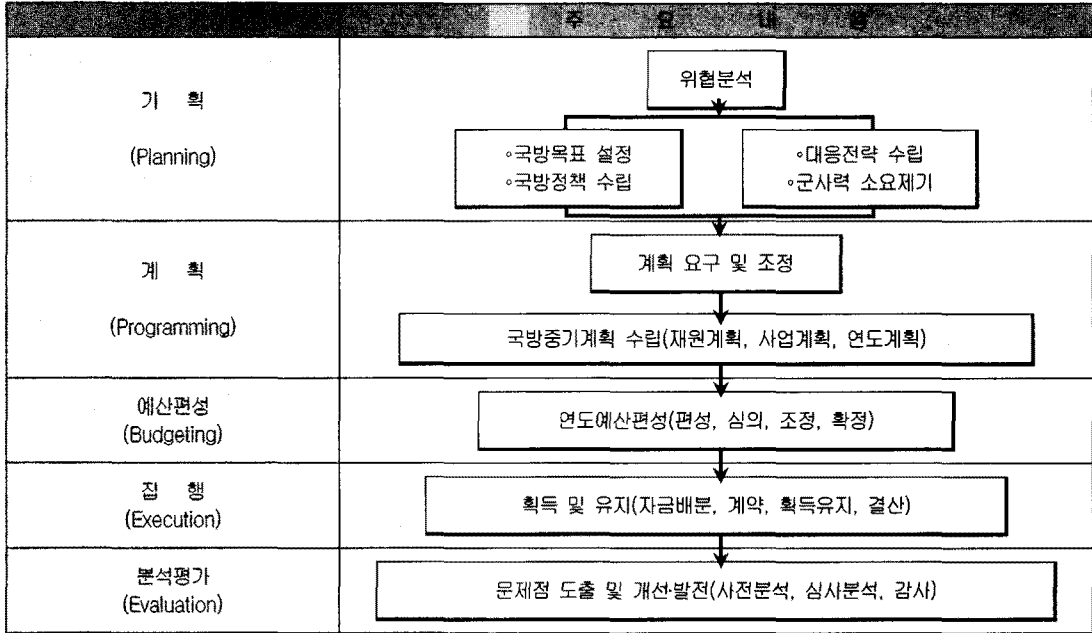 주 요 내 용
기 획
(Planning)
위협분석
◦국방목표 설정
◦국방정책 수립
◦대응전략 수립
◦군사력 소요제기
계 획
(Programming)
계획 요구 및 조정
국방중기계획 수립(재원계획, 사업계획, 연도계획)
예산편성
(Budgeting)
연도예산편성(편성, 심의, 조정, 확정)
집 행
(Execution)
획득 및 유지(자금배분, 계약, 획득유지, 결산)
분석평가
(Evaluation)
문제점 도출 및 개선·발전(사전분석, 심사분석, 감사)